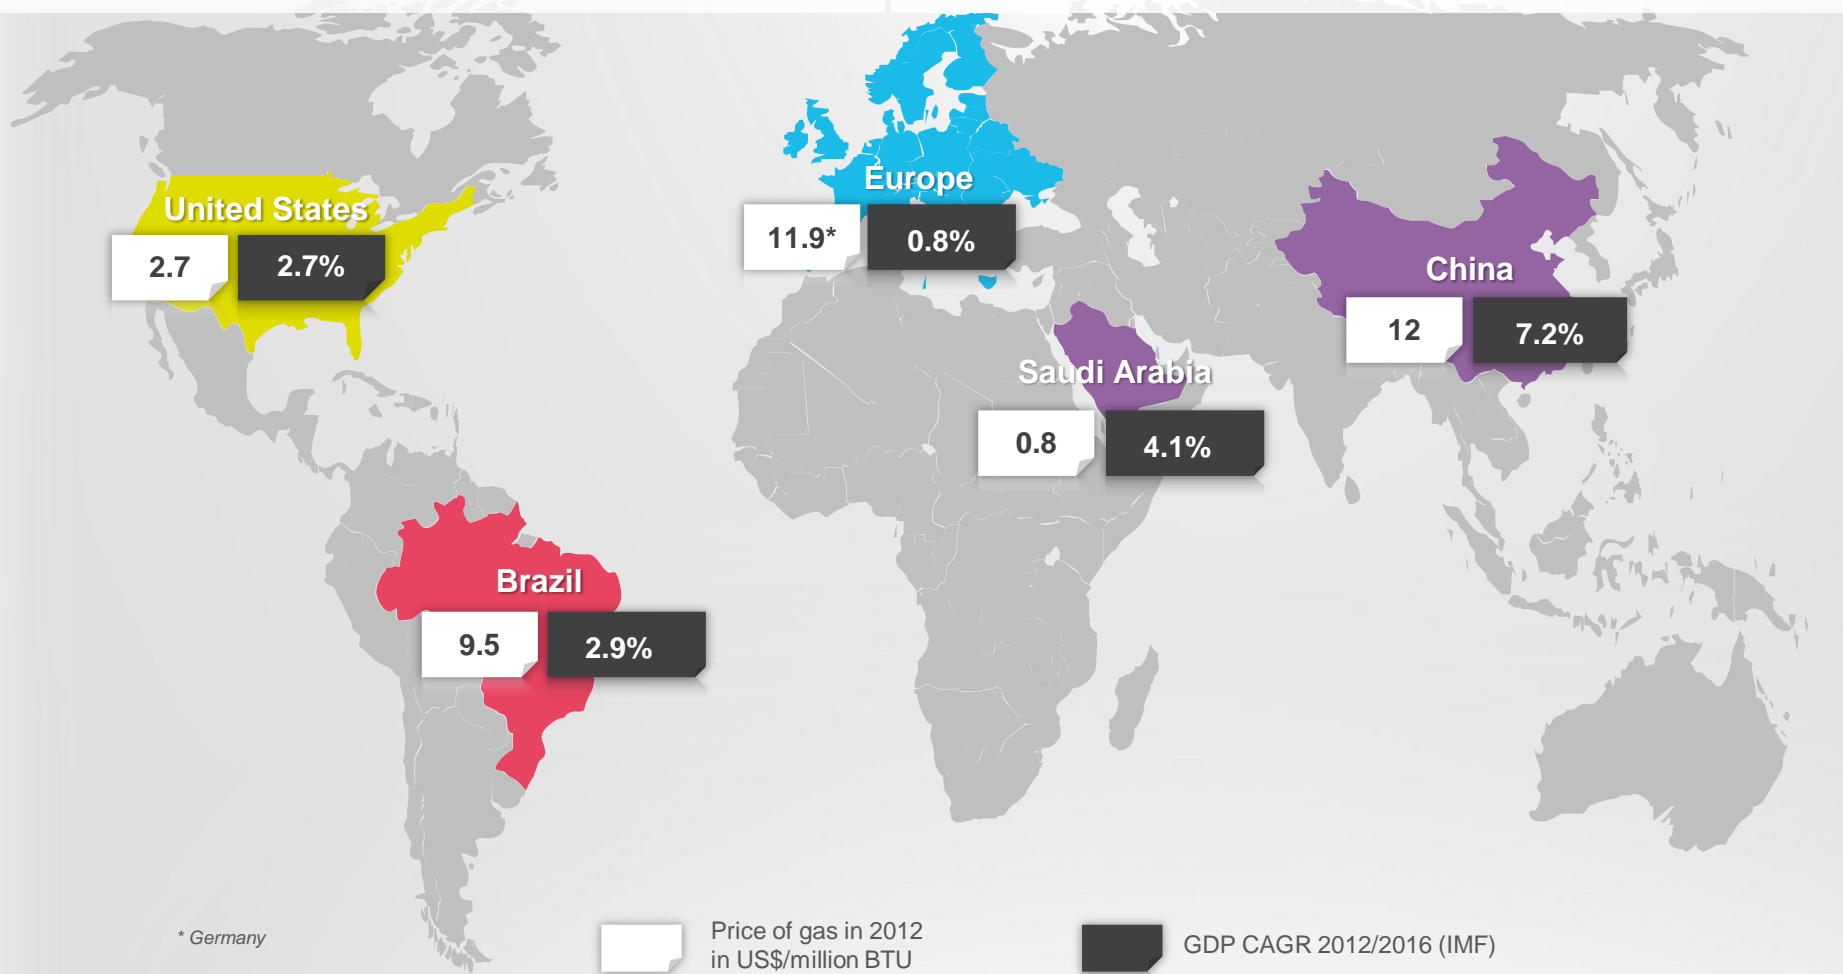 United States
2.7
2.7%
Europe
11.9*
0.8%
China
12
7.2%
Saudi Arabia
0.8
4.1%
Brazil
9.5
2.9%
* Germany
Price of gas in 2012
in US$/million BTU
GDP CAGR 2012/2016 (IMF)